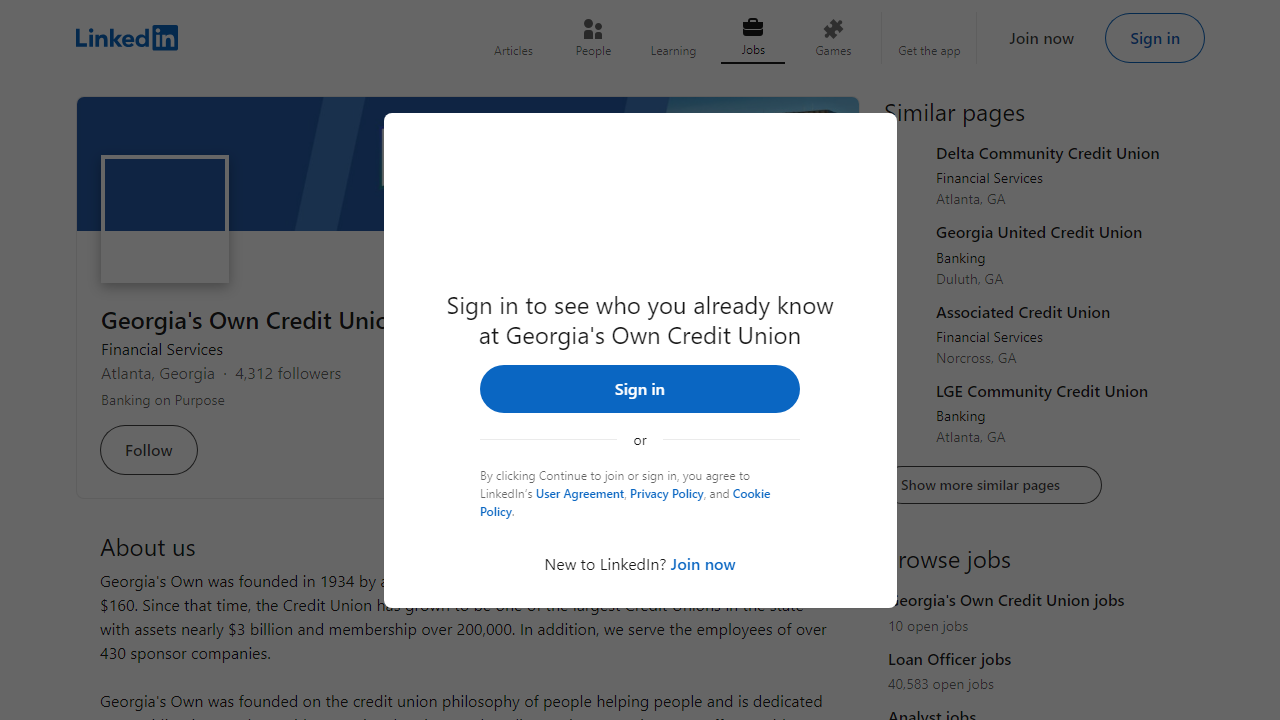 LinkedIn
Articles
People
Learning
Jobs
Games
Get the app
Join now
Sign in
Georgia's Own Credit Unio
Financial Services
Atlanta, Georgia · 4,312 followers
Banking on Purpose
Follow
Sign in to see who you already know
at Georgia's Own Credit Union
Sign in
or
By clicking Continue to join or sign in, you agree to
LinkedIn's User Agreement, Privacy Policy, and Cookie
Policy.
New to LinkedIn? Join now
About us
Georgia's Own was founded in 1934 by a
$160. Since that time, the Credit Union has grown to be one of the largest Credit Unions in the state
with assets nearly $3 billion and membership over 200,000. In addition, we serve the employees of over
430 sponsor companies.
Georgia's Own was founded on the credit union philosophy of people helping people and is dedicated
Similar pages
Delta Community Credit Union
Financial Services
Atlanta, GA
Georgia United Credit Union
Banking
Duluth, GA
Associated Credit Union
Financial Services
Norcross, GA
LGE Community Credit Union
Banking
Atlanta, GA
Show more similar pages
Browse jobs
Georgia's Own Credit Union jobs
10 open jobs
Loan Officer jobs
40,583 open jobs
Analyst jobs